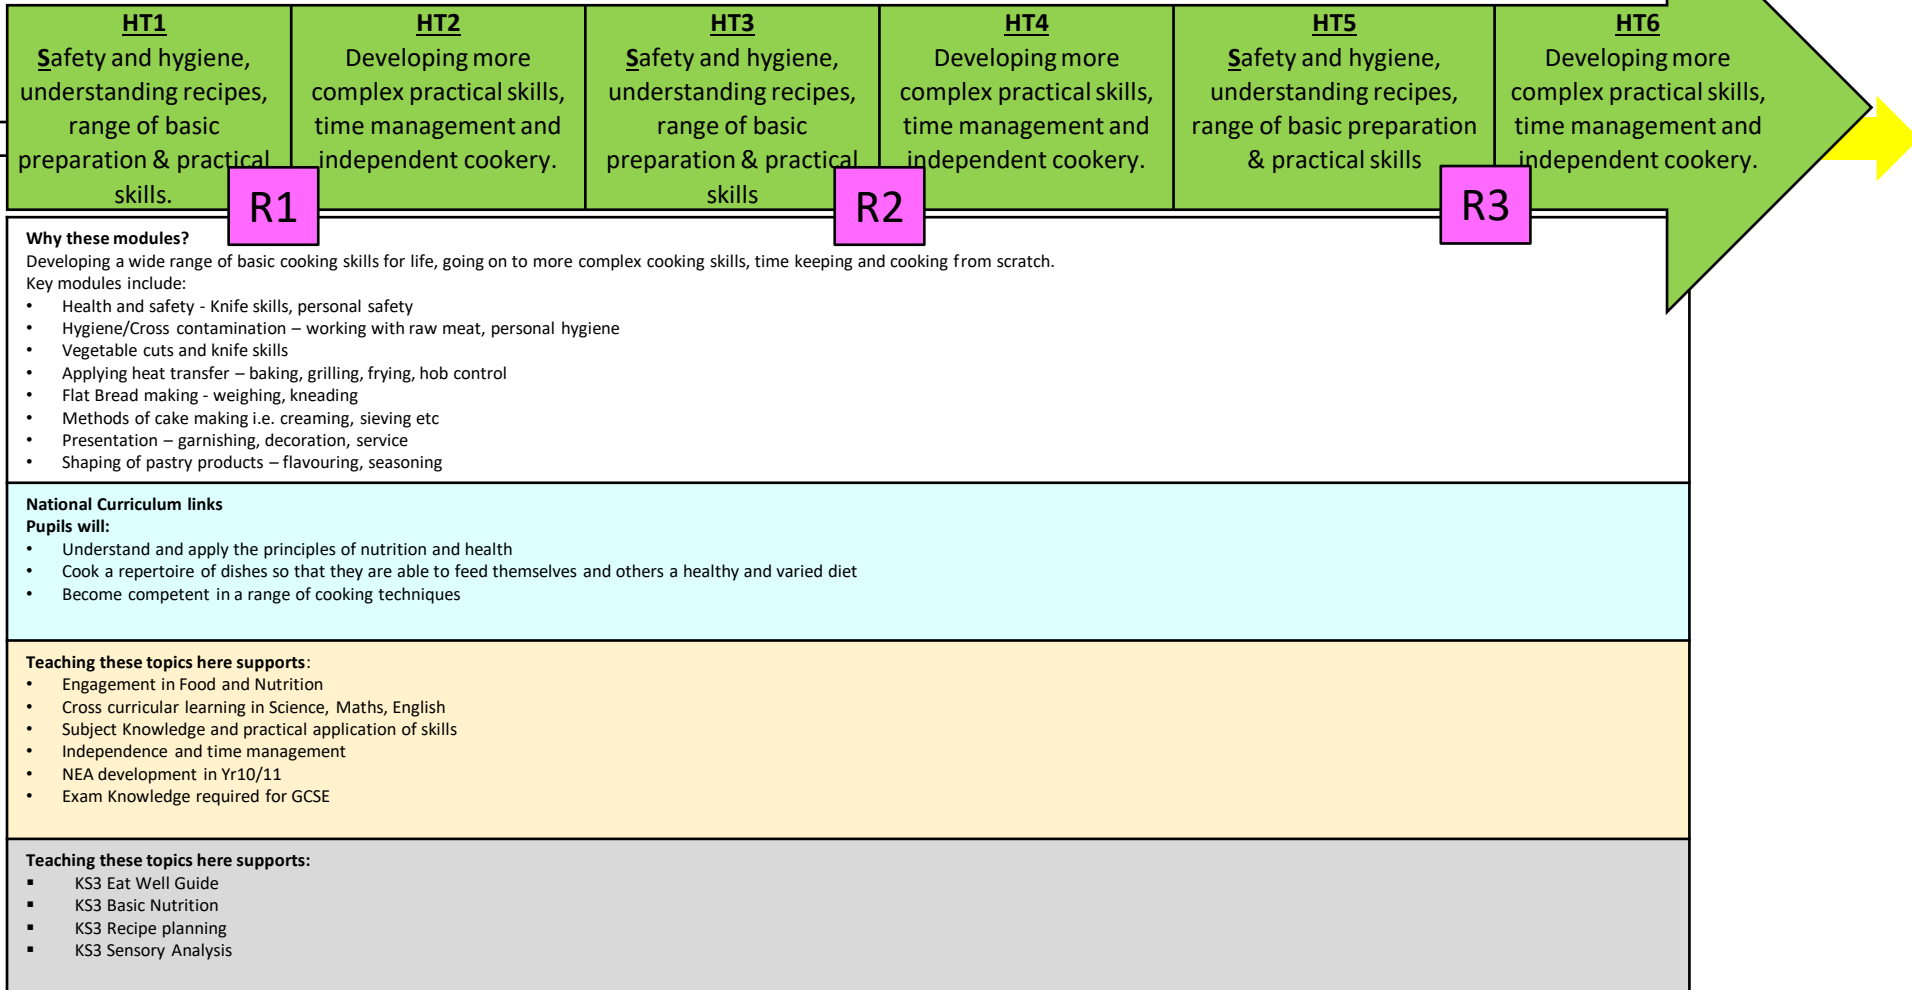 HT1
Safety and hygiene,
understanding recipes,
range of basic
preparation & practical
skills.
HT2
Developing more
complex practical skills,
time management and
independent cookery.
HT3
Safety and hygiene,
understanding recipes,
range of basic
preparation & practical
skills
HT4
Developing more
complex practical skills,
time management and
independent cookery.
HT5
Safety and hygiene,
understanding recipes,
range of basic preparation
& practical skills
HT6
Developing more
complex practical skills,
time management and
independent cookery.
R1
R2
R3
Why these modules?
Developing a wide range of basic cooking skills for life, going on to more complex cooking skills, time keeping and cooking from scratch.
Key modules include:
• Health and safety - Knife skills, personal safety
• Hygiene/Cross contamination – working with raw meat, personal hygiene
• Vegetable cuts and knife skills
• Applying heat transfer – baking, grilling, frying, hob control
• Flat Bread making - weighing, kneading
• Methods of cake making i.e. creaming, sieving etc
• Presentation – garnishing, decoration, service
• Shaping of pastry products – flavouring, seasoning
National Curriculum links
Pupils will:
• Understand and apply the principles of nutrition and health
• Cook a repertoire of dishes so that they are able to feed themselves and others a healthy and varied diet
• Become competent in a range of cooking techniques
Teaching these topics here supports:
• Engagement in Food and Nutrition
• Cross curricular learning in Science, Maths, English
• Subject Knowledge and practical application of skills
• Independence and time management
• NEA development in Yr10/11
• Exam Knowledge required for GCSE
Teaching these topics here supports:
▪ KS3 Eat Well Guide
▪ KS3 Basic Nutrition
▪ KS3 Recipe planning
▪ KS3 Sensory Analysis